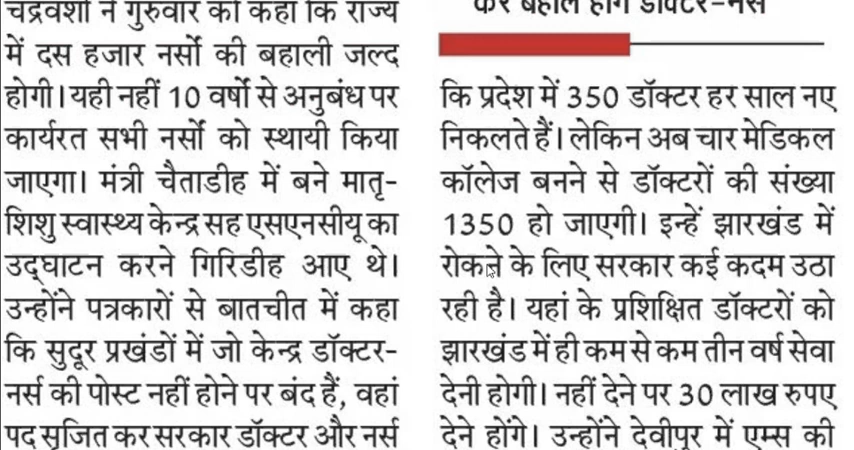 चंद्रवंशी ने गुरुवार को कहा कि राज्य
में दस हजार नर्सों की बहाली जल्द
होगी। यही नहीं 10 वर्षों से अनुबंध पर
कार्यरत सभी नर्सों को स्थायी किया
जाएगा। मंत्री चैताडीह में बने मातृ-
शिशु स्वास्थ्य केन्द्र सह एसएनसीयू का
उद्घाटन करने गिरिडीह आए थे।
उन्होंने पत्रकारों से बातचीत में कहा
कि सुदूर प्रखंडों में जो केन्द्र डॉक्टर-
नर्स की पोस्ट नहीं होने पर बंद हैं, वहां
पद सृजित कर सरकार डॉक्टर और नर्स
कर बहाल होंगे डॉक्टर-नर्स
कि प्रदेश में 350 डॉक्टर हर साल नए
निकलते हैं। लेकिन अब चार मेडिकल
कॉलेज बनने से डॉक्टरों की संख्या
1350 हो जाएगी। इन्हें झारखंड में
रोकने के लिए सरकार कई कदम उठा
रही है। यहां के प्रशिक्षित डॉक्टरों को
झारखंड में ही कम से कम तीन वर्ष सेवा
देनी होगी। नहीं देने पर 30 लाख रुपए
देने होंगे। उन्होंने देवीपुर में एम्स की